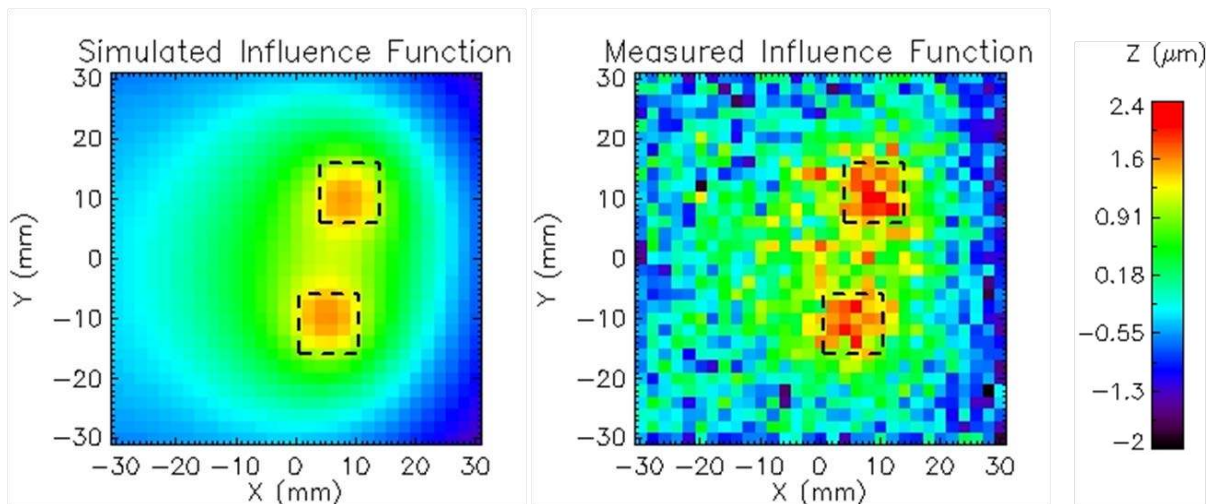 Simulated Influence Function
30
20
10
0
−10
−20
−30
Y (mm)
−30 −20 −10 0 10 20 30
X (mm)
Measured Influence Function
30
20
10
0
−10
−20
−30
Y (mm)
−30 −20 −10 0 10 20 30
X (mm)
Z (μm)
2.4
1.6
0.91
0.18
−0.55
−1.3
−2